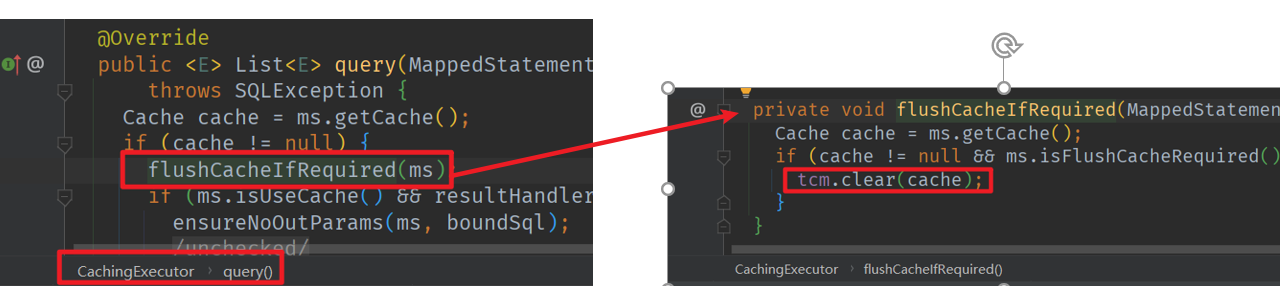 @Override
@ public <E> List<E> query(MappedStatement
throws SQLException {
Cache cache = ms.getCache();
if (cache != null) {
flushCacheIfRequired(ms)
if (ms.isUseCache() && resultHandler
ensureNoOutParams(ms, boundSql);
/unchecked/
CachingExecutor › query()
@ private void flushCacheIfRequired(MappedStatemen
Cache cache = ms.getCache();
if (cache != null && ms.isFlushCacheRequired()
tcm.clear(cache);
}
}
CachingExecutor › flushCacheIfRequired()